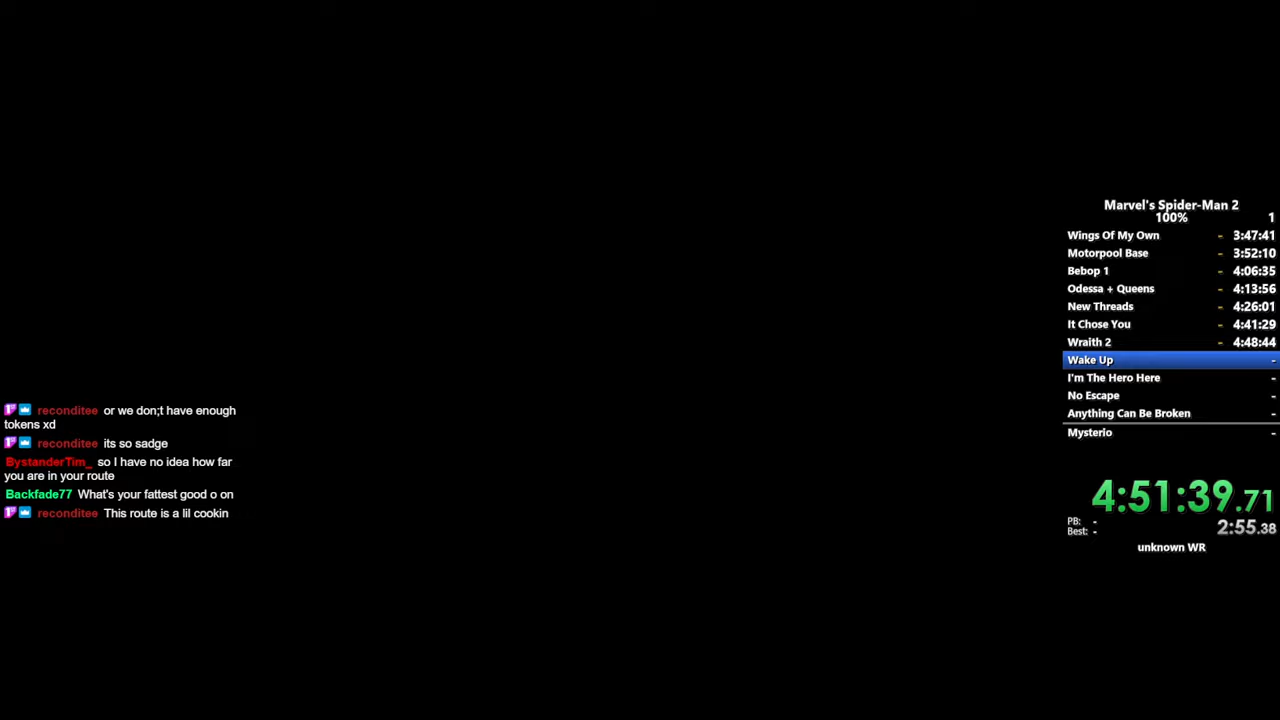 reconditee or we don;t have enough
tokens xd
reconditee its so sadge
BystanderTim_ so I have no idea how far
you are in your route
Backfade77 What's your fattest good o on
reconditee This route is a lil cookin
Marvel's Spider-Man 2
100% 1
Wings Of My Own - 3:47:41
Motorpool Base - 3:52:10
Bebop 1 - 4:06:35
Odessa + Queens - 4:13:56
New Threads - 4:26:01
It Chose You - 4:41:29
Wraith 2 - 4:48:44
Wake Up -
I'm The Hero Here -
No Escape -
Anything Can Be Broken -
Mysterio -
4:51:39.71
PB: -
Best: - 2:55.38
unknown WR